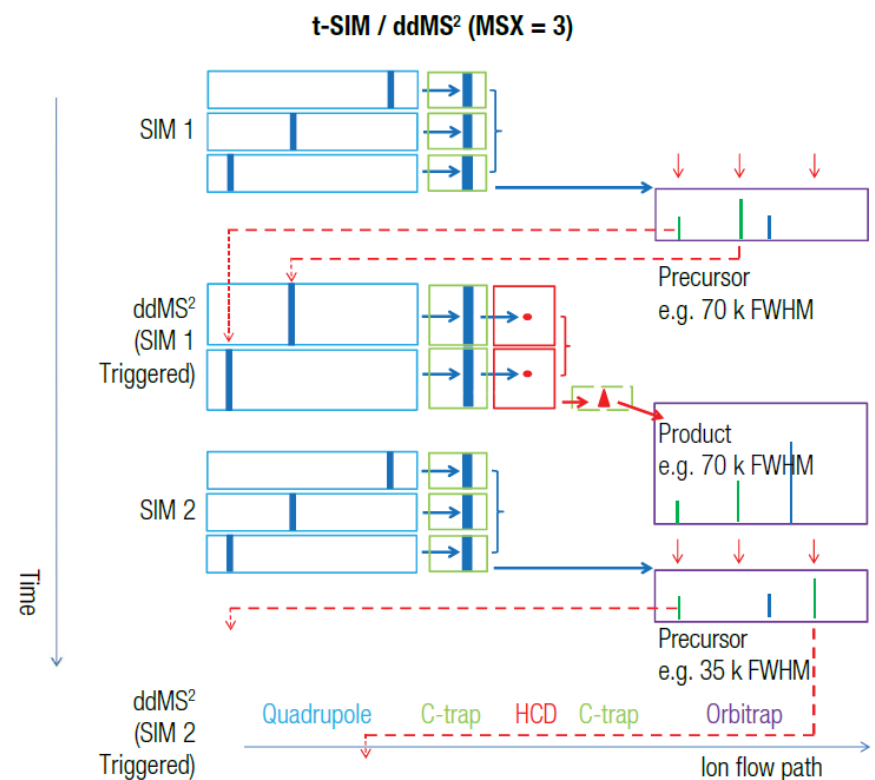 t-SIM / ddMS² (MSX = 3)
SIM 1
Precursor
e.g. 70 k FWHM
ddMS²
(SIM 1
Triggered)
Product
e.g. 70 k FWHM
SIM 2
Time
Precursor
e.g. 35 k FWHM
ddMS²
(SIM 2
Triggered)
Quadrupole
C-trap
HCD
C-trap
Orbitrap
Ion flow path